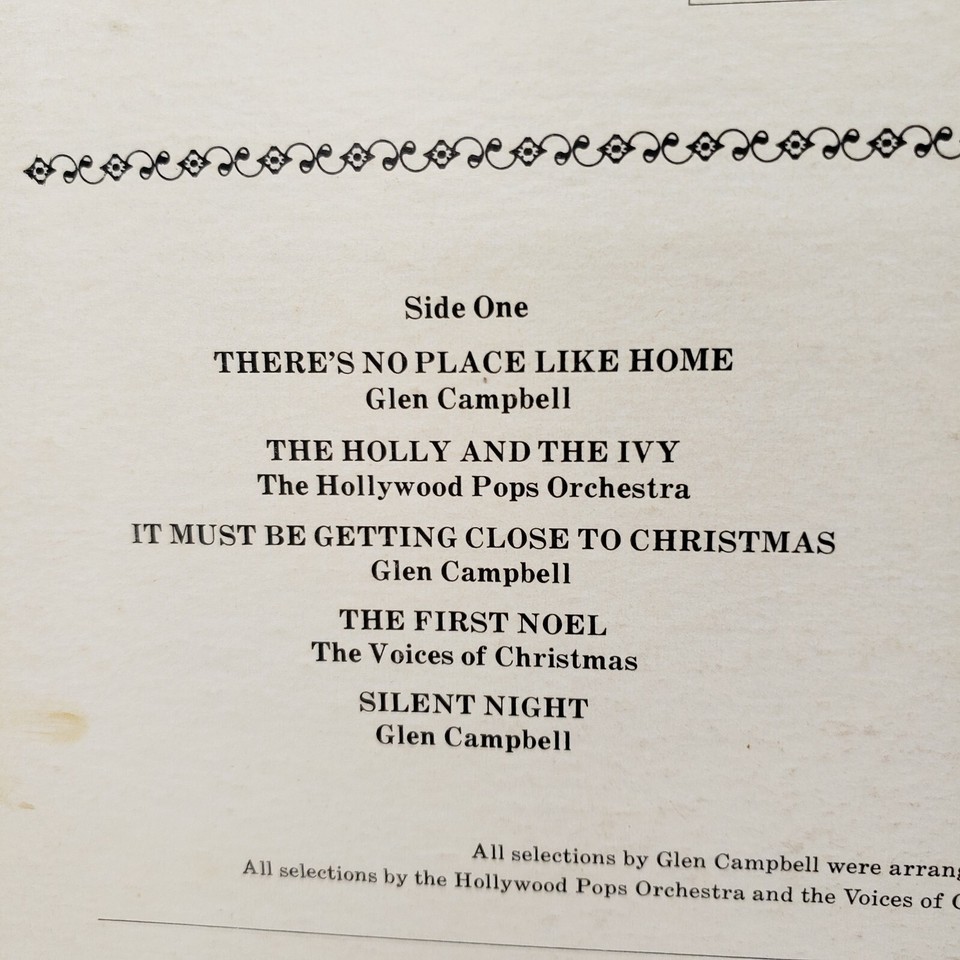 Side One
THERE'S NO PLACE LIKE HOME
Glen Campbell
THE HOLLY AND THE IVY
The Hollywood Pops Orchestra
IT MUST BE GETTING CLOSE TO CHRISTMAS
Glen Campbell
THE FIRST NOEL
The Voices of Christmas
SILENT NIGHT
Glen Campbell
All selections by Glen Campbell were
All selections by the Hollywood Pops Orchestra and the Voices of